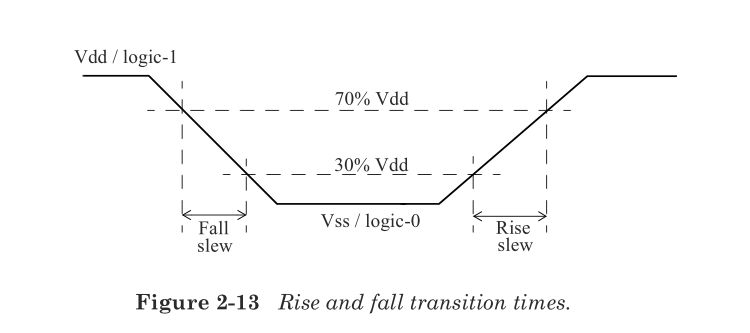 Vdd / logic-1
70% Vdd
30% Vdd
Vss / logic-0
Fall
slew
Rise
slew
Figure 2-13 Rise and fall transition times.